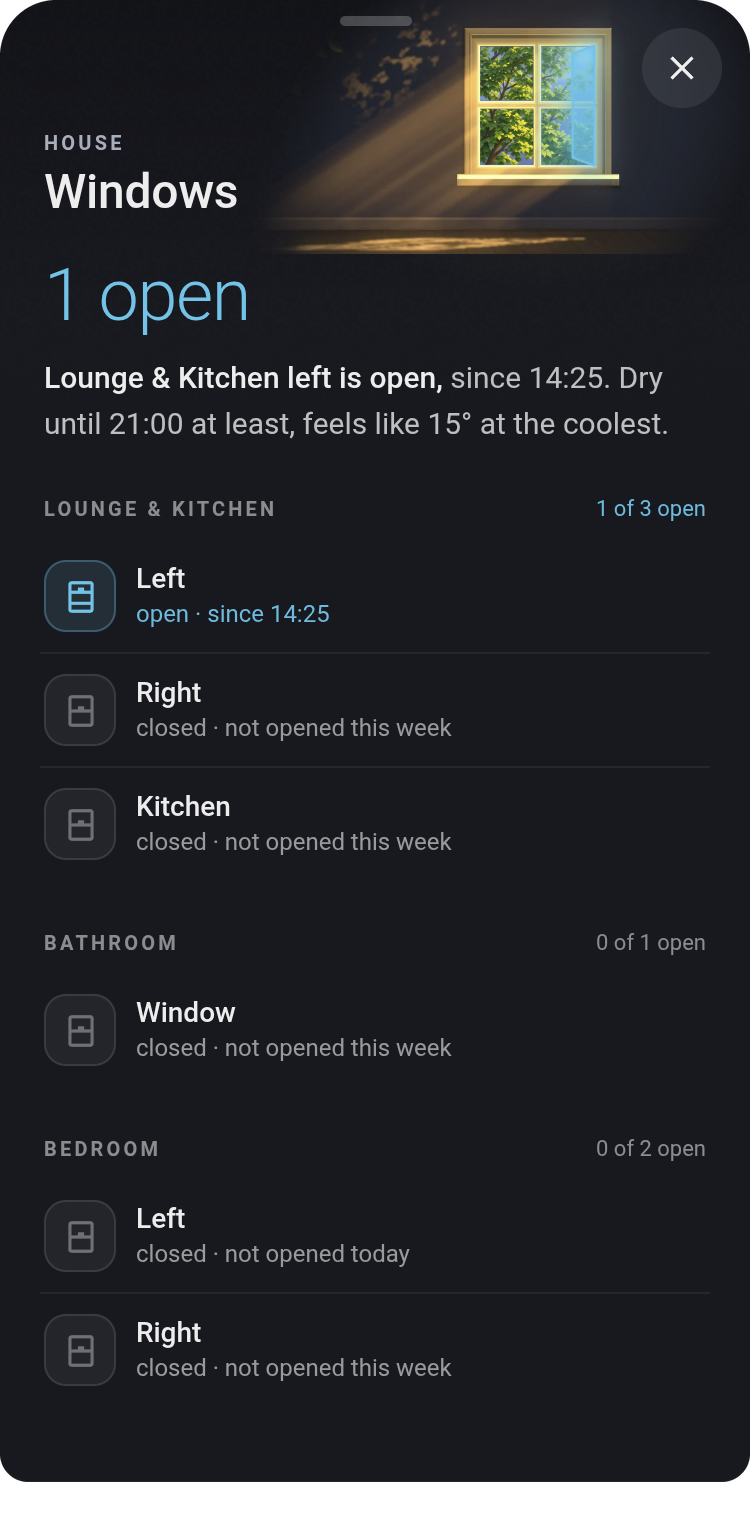 HOUSE
Windows
1 open
Lounge & Kitchen left is open, since 14:25. Dry
until 21:00 at least, feels like 15° at the coolest.
LOUNGE & KITCHEN 1 of 3 open
Left
open · since 14:25
Right
closed · not opened this week
Kitchen
closed · not opened this week
BATHROOM 0 of 1 open
Window
closed · not opened this week
BEDROOM 0 of 2 open
Left
closed · not opened today
Right
closed · not opened this week